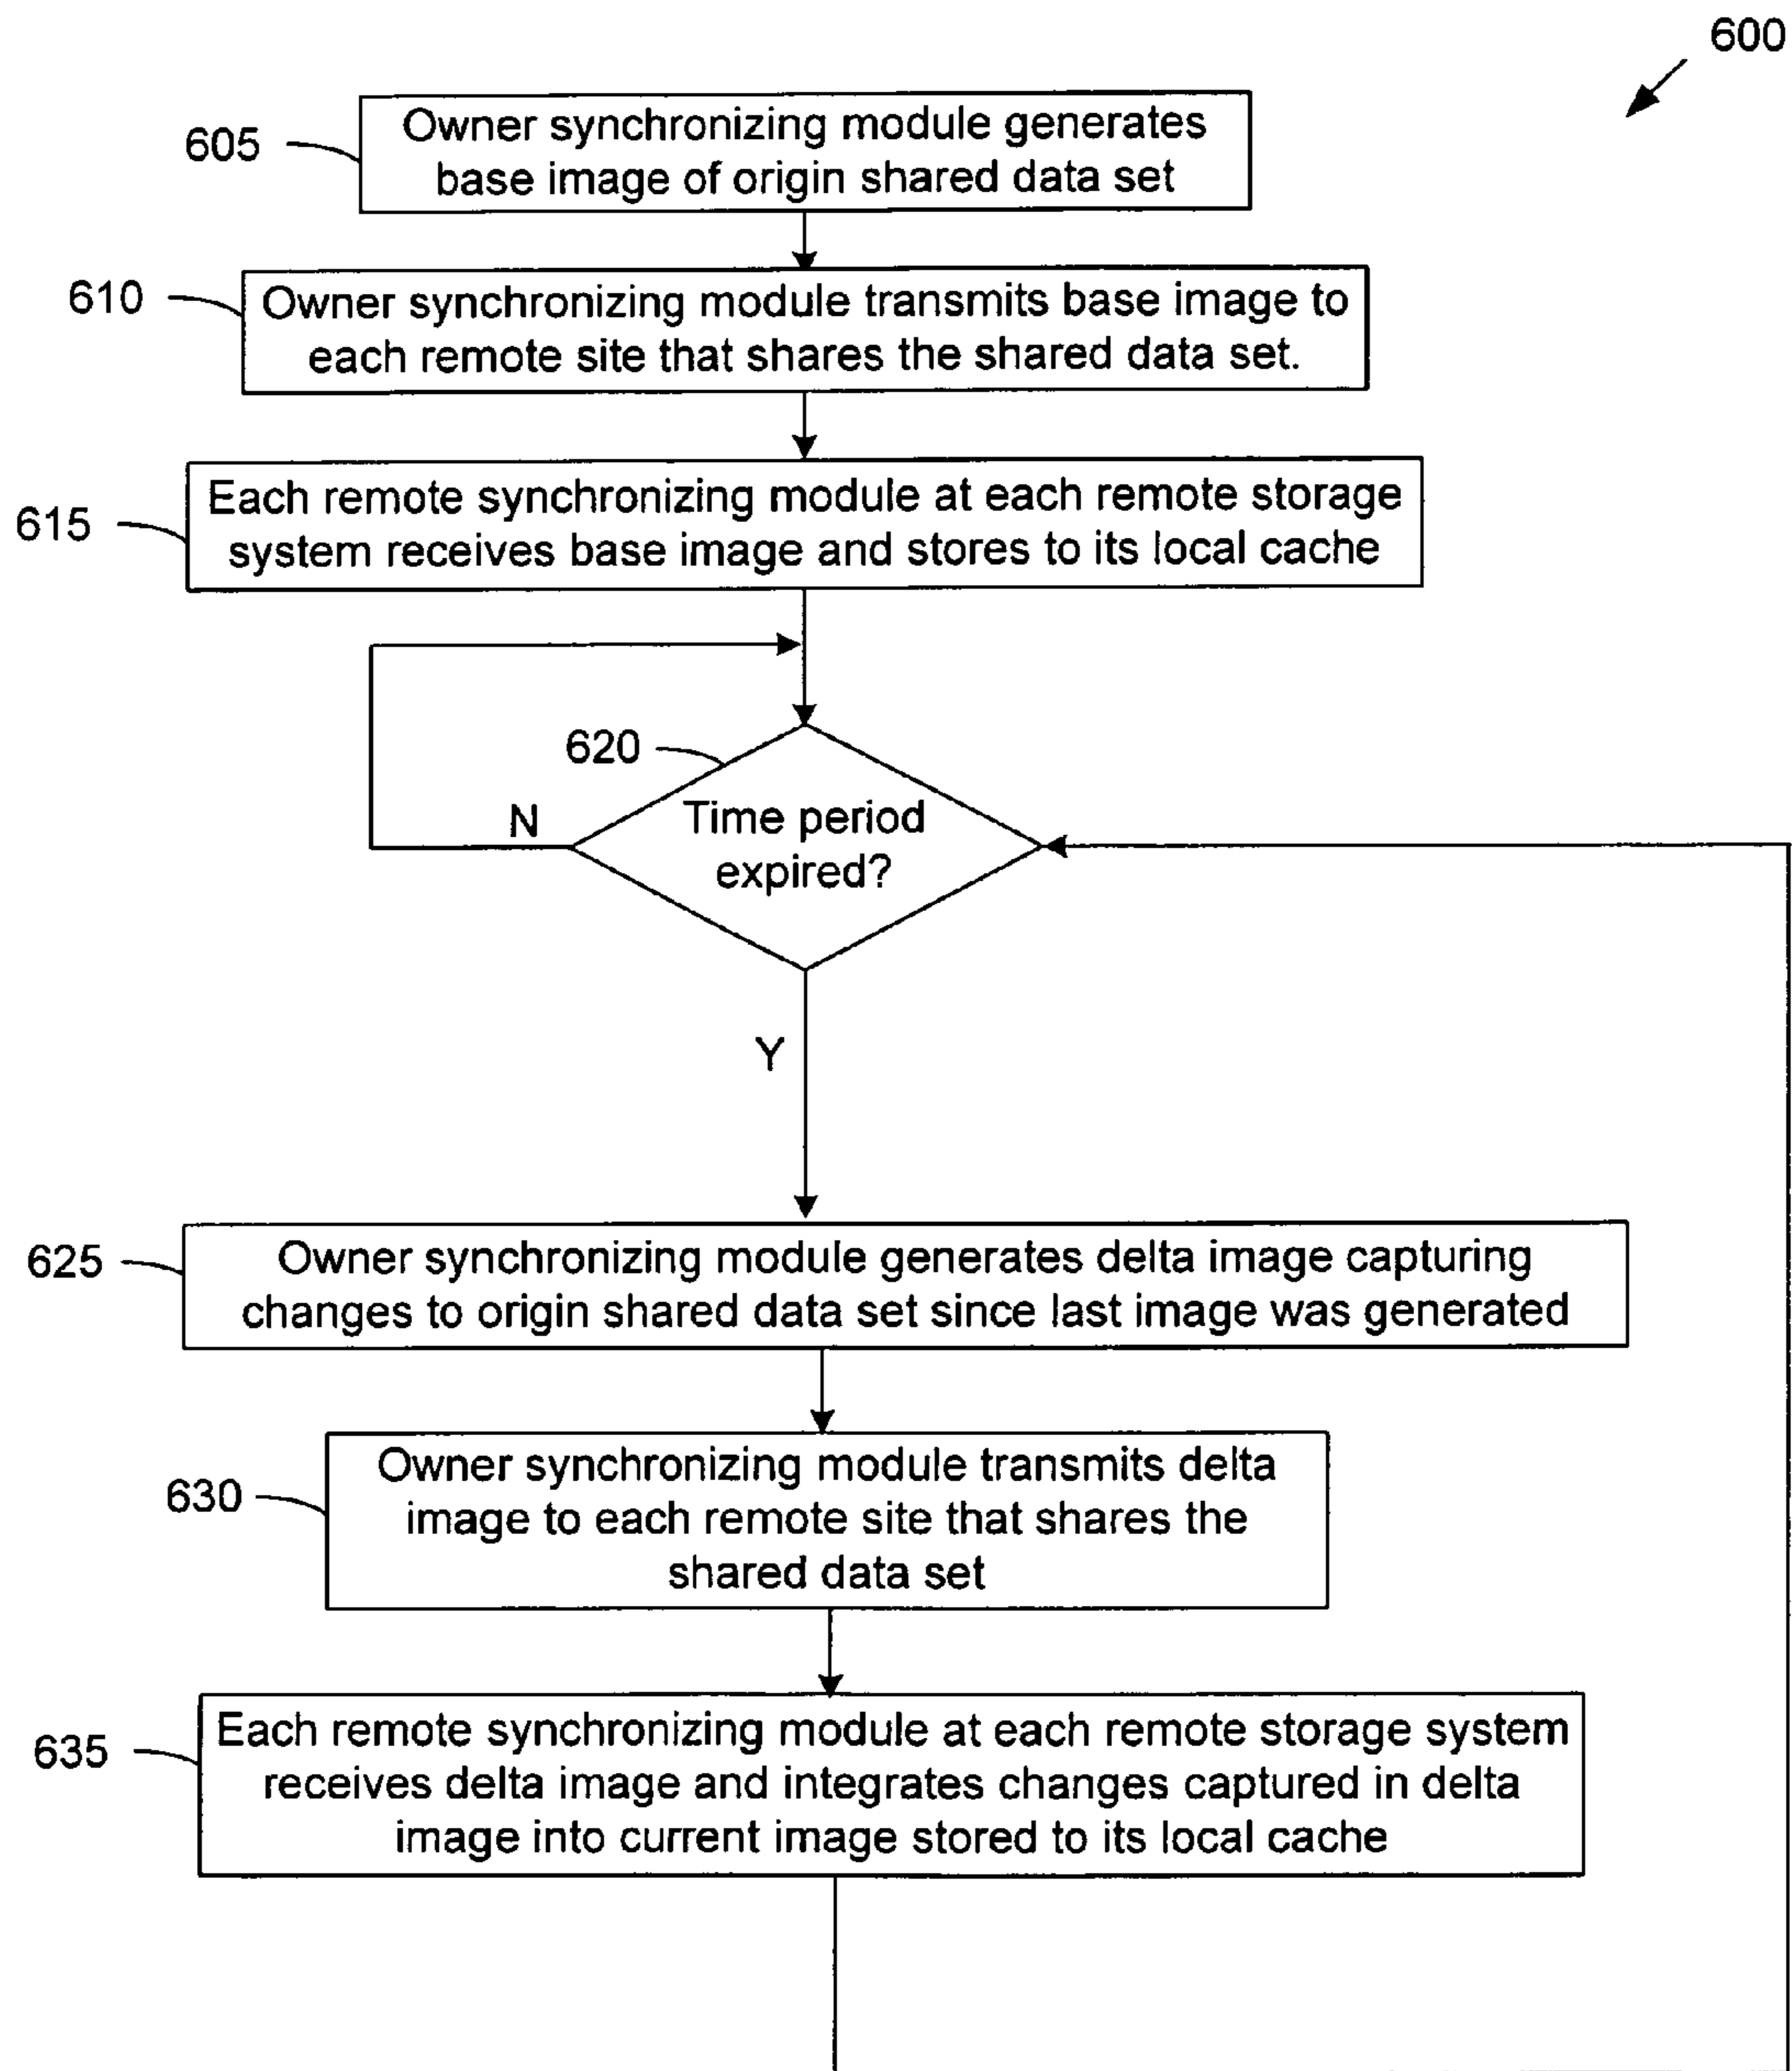 600
605
Owner synchronizing module generates
base image of origin shared data set
610
Owner synchronizing module transmits base image to
each remote site that shares the shared data set.
615
Each remote synchronizing module at each remote storage
system receives base image and stores to its local cache
620
N
Time period
expired?
Y
625
Owner synchronizing module generates delta image capturing
changes to origin shared data set since last image was generated
630
Owner synchronizing module transmits delta
image to each remote site that shares the
shared data set
635
Each remote synchronizing module at each remote storage system
receives delta image and integrates changes captured in delta
image into current image stored to its local cache